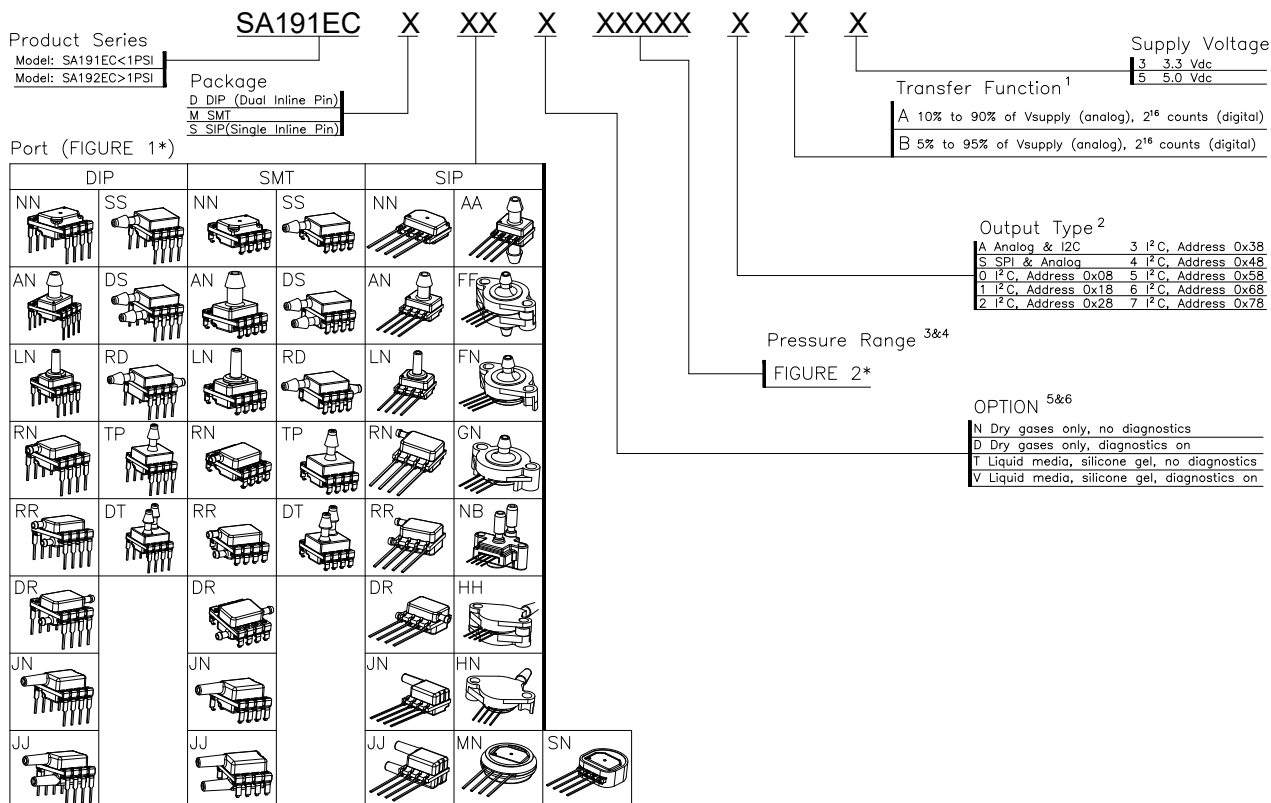 SA191EC X XX X XXXXX X X X
Product Series
Model: SA191EC<1PSI
Model: SA192EC>1PSI
Package
D DIP (Dual Inline Pin)
M SMT
S SIP(Single Inline Pin)
Supply Voltage
3 3.3 Vdc
5 5.0 Vdc
Transfer Function 1
A 10% to 90% of Vsupply (analog), 2¹⁶ counts (digital)
B 5% to 95% of Vsupply (analog), 2¹⁶ counts (digital)
Output Type 2
A Analog & I2C 3 I²C, Address 0x38
S SPI & Analog 4 I²C, Address 0x48
0 I²C, Address 0x08 5 I²C, Address 0x58
1 I²C, Address 0x18 6 I²C, Address 0x68
2 I²C, Address 0x28 7 I²C, Address 0x78
Pressure Range 3&4
FIGURE 2*
OPTION 5&6
N Dry gases only, no diagnostics
D Dry gases only, diagnostics on
T Liquid media, silicone gel, no diagnostics
V Liquid media, silicone gel, diagnostics on
Port (FIGURE 1*)
DIP SMT SIP
NN SS NN SS NN AA
AN DS AN DS AN FF
LN RD LN RD LN FN
RN TP RN TP RN GN
RR DT RR DT RR NB
DR DR DR HH
JN JN JN HN
JJ JJ JJ MN SN